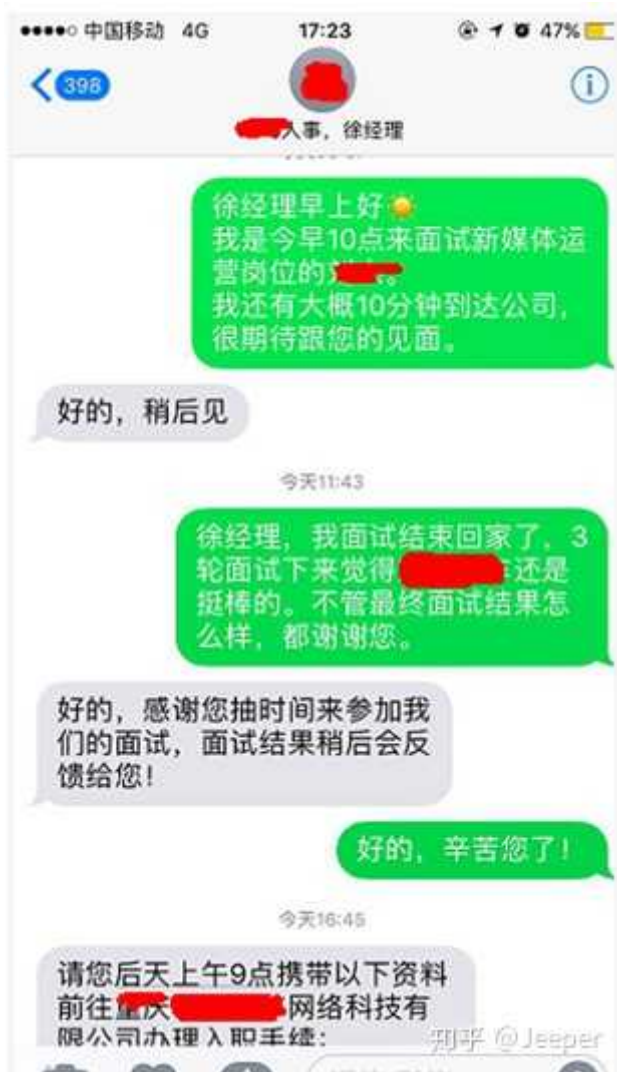 中国移动 4G 17:23 47%
398
人事，徐经理
徐经理早上好☀️
我是今早10点来面试新媒体运
营岗位的
我还有大概10分钟到达公司，
很期待跟您的见面。
好的，稍后见
今天11:43
徐经理，我面试结束回家了，3
轮面试下来觉得 还是
挺棒的。不管最终面试结果怎
么样，都谢谢您。
好的，感谢您抽时间来参加我
们的面试，面试结果稍后会反
馈给您！
好的，辛苦您了！
今天16:45
请您后天上午9点携带以下资料
前往重庆 网络科技有
限公司办理入职手续：
知乎 @Jeeper